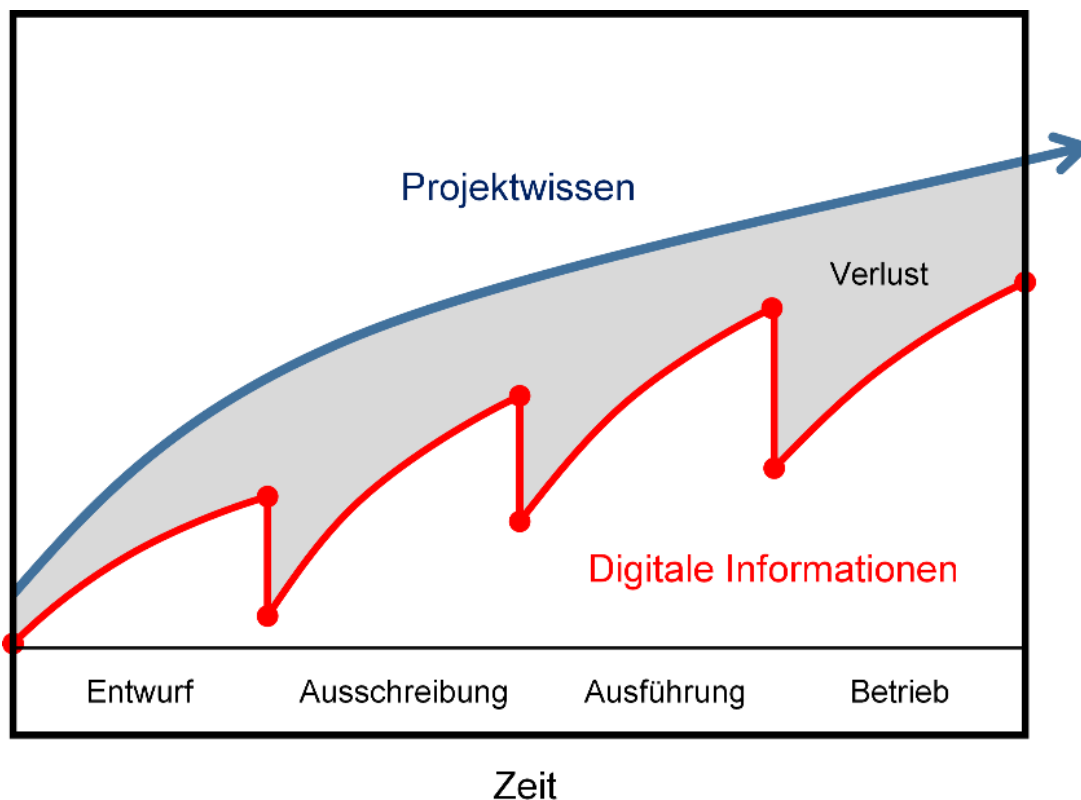 Projektwissen
Verlust
Digitale Informationen
Entwurf Ausschreibung Ausführung Betrieb
Zeit